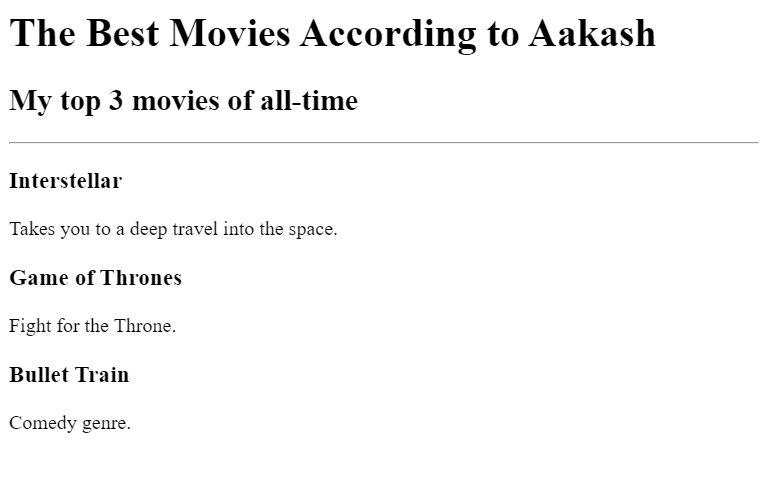 The Best Movies According to Aakash
My top 3 movies of all-time
Interstellar
Takes you to a deep travel into the space.
Game of Thrones
Fight for the Throne.
Bullet Train
Comedy genre.